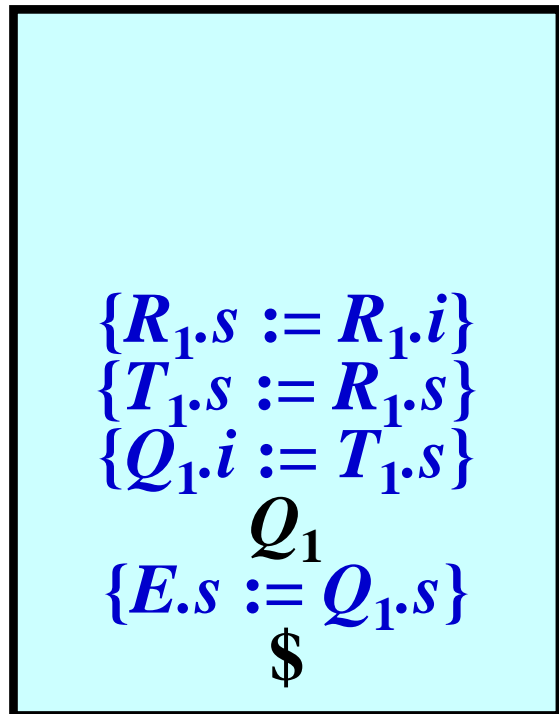 {R₁.s := R₁.i}
{T₁.s := R₁.s}
{Q₁.i := T₁.s}
Q₁
{E.s := Q₁.s}
$